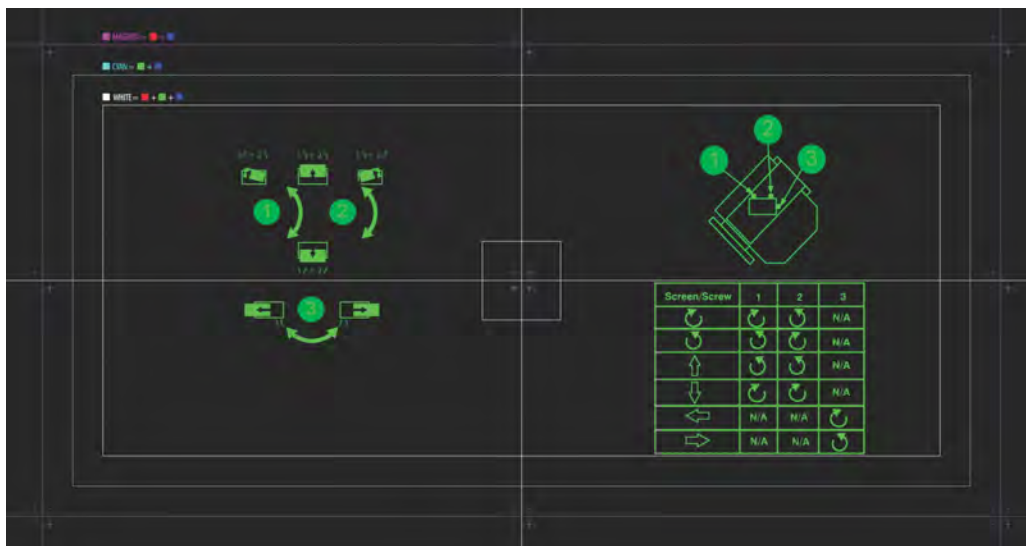 MAGENTA = +
CYAN = +
WHITE = + +
2
1
3
1
2
3
Screen/Screw 1 2 3
N/A
N/A
N/A
N/A
N/A N/A
N/A N/A